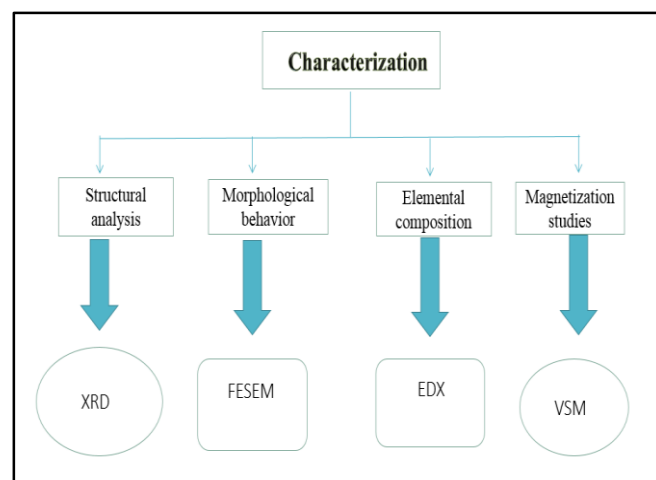 Characterization
Structural
analysis
Morphological
behavior
Elemental
composition
Magnetization
studies
XRD
FESEM
EDX
VSM